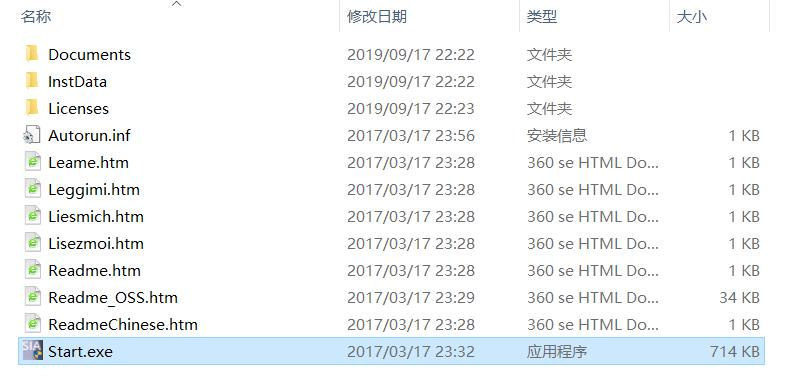 名称 修改日期 类型 大小
Documents 2019/09/17 22:22 文件夹
InstData 2019/09/17 22:22 文件夹
Licenses 2019/09/17 22:23 文件夹
Autorun.inf 2017/03/17 23:56 安装信息 1 KB
Leame.htm 2017/03/17 23:28 360 se HTML Do... 1 KB
Leggimi.htm 2017/03/17 23:28 360 se HTML Do... 1 KB
Liesmich.htm 2017/03/17 23:28 360 se HTML Do... 1 KB
Lisezmoi.htm 2017/03/17 23:28 360 se HTML Do... 1 KB
Readme.htm 2017/03/17 23:28 360 se HTML Do... 1 KB
Readme_OSS.htm 2017/03/17 23:29 360 se HTML Do... 34 KB
ReadmeChinese.htm 2017/03/17 23:28 360 se HTML Do... 1 KB
SIA Start.exe 2017/03/17 23:32 应用程序 714 KB